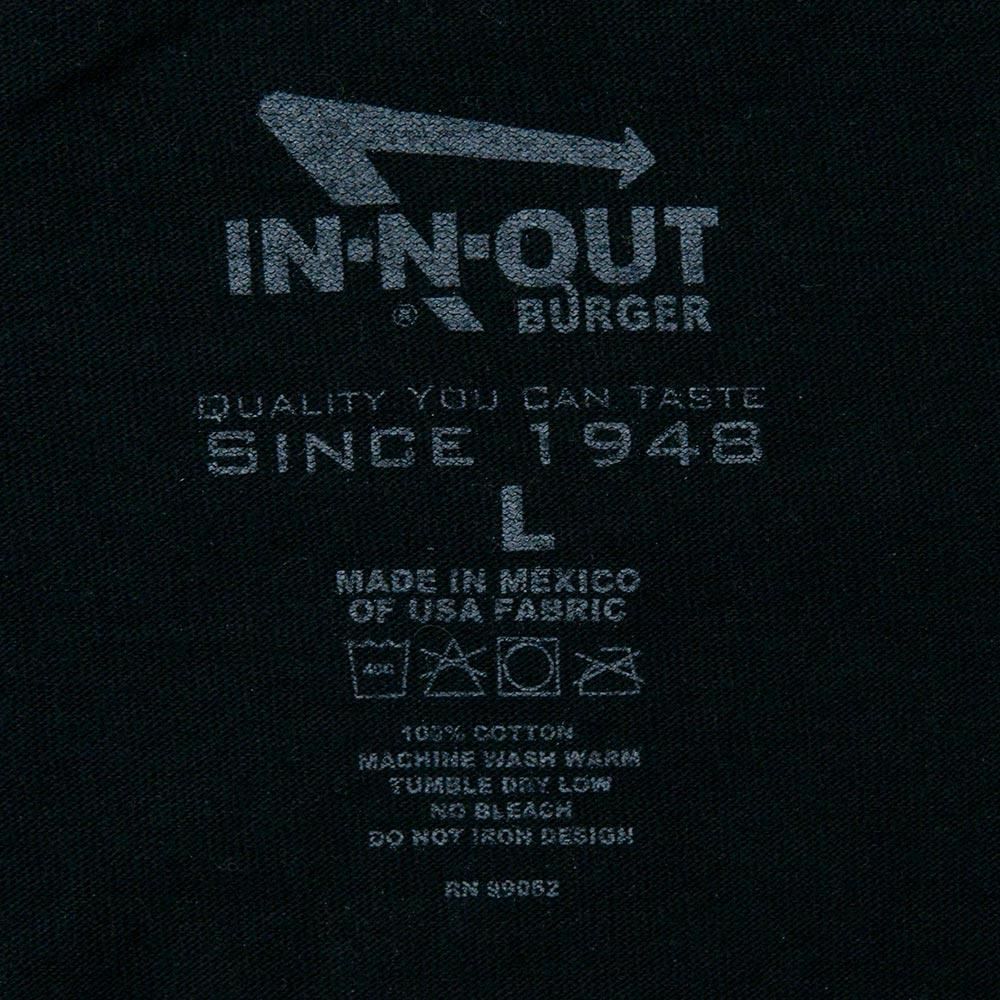 IN-N-OUT
® BURGER
QUALITY YOU CAN TASTE
SINCE 1948
L
MADE IN MEXICO
OF USA FABRIC
40C
100% COTTON
MACHINE WASH WARM
TUMBLE DRY LOW
NO BLEACH
DO NOT IRON DESIGN
RN 99052